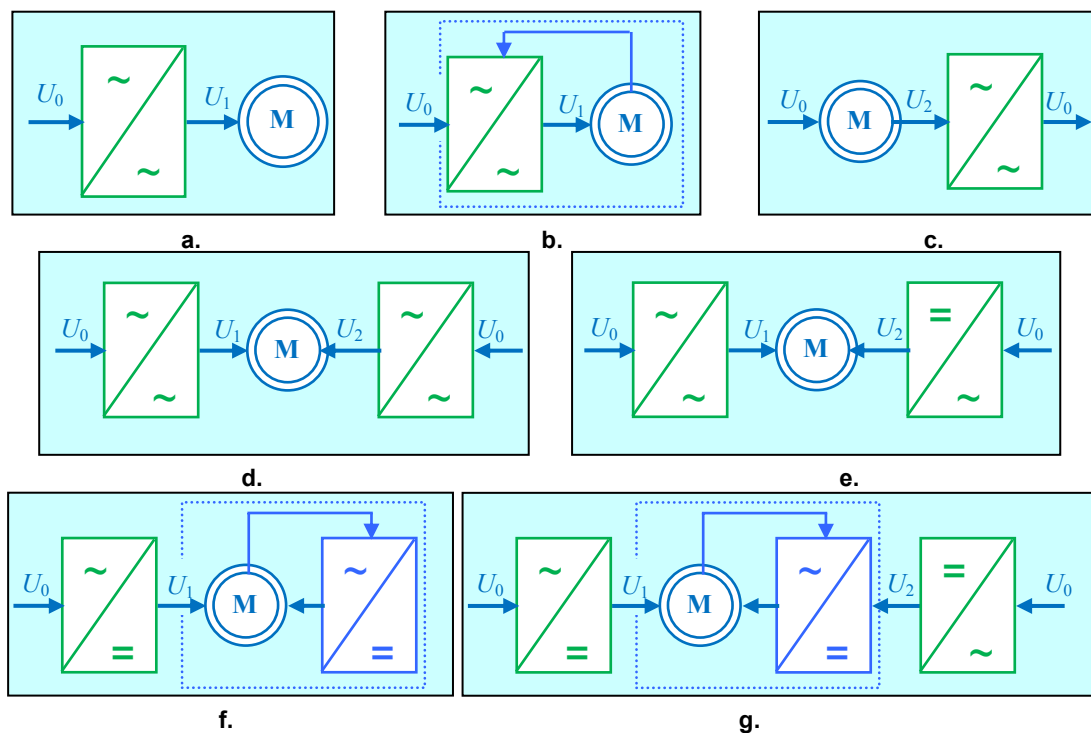 U0 ~ ~ U1 M
U0 ~ ~ U1 M
U0 M U2 ~ ~ U0
a.
b.
c.
U0 ~ ~ U1 M U2 ~ ~ U0
U0 ~ ~ U1 M U2 = ~ U0
d.
e.
U0 ~ = U1 M ~ =
U0 ~ = U1 M ~ = U2 = ~ U0
f.
g.